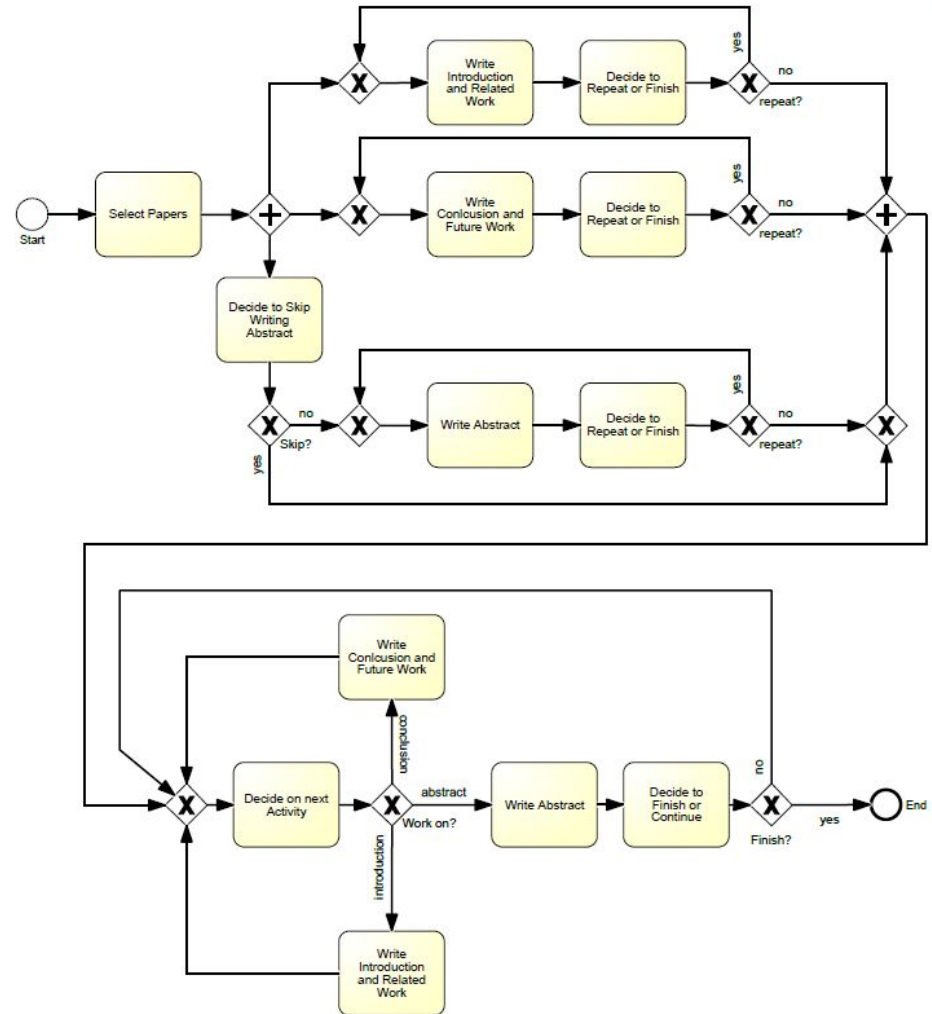 yes
Write
Introduction
and Related
Work
Decide to
Repeat or Finish
no
repeat?
Start
Select Papers
yes
Write
Conlcusion and
Future Work
Decide to
Repeat or Finish
no
repeat?
Decide to Skip
Writing
Abstract
yes
no
Skip?
yes
Write Abstract
Decide to
Repeat or Finish
no
repeat?
Write
Conlcusion and
Future Work
conclusion
Decide on next
Activity
abstract
Work on?
Write Abstract
Decide to
Finish or
Continue
no
Finish?
yes
End
introduction
Write
Introduction
and Related
Work